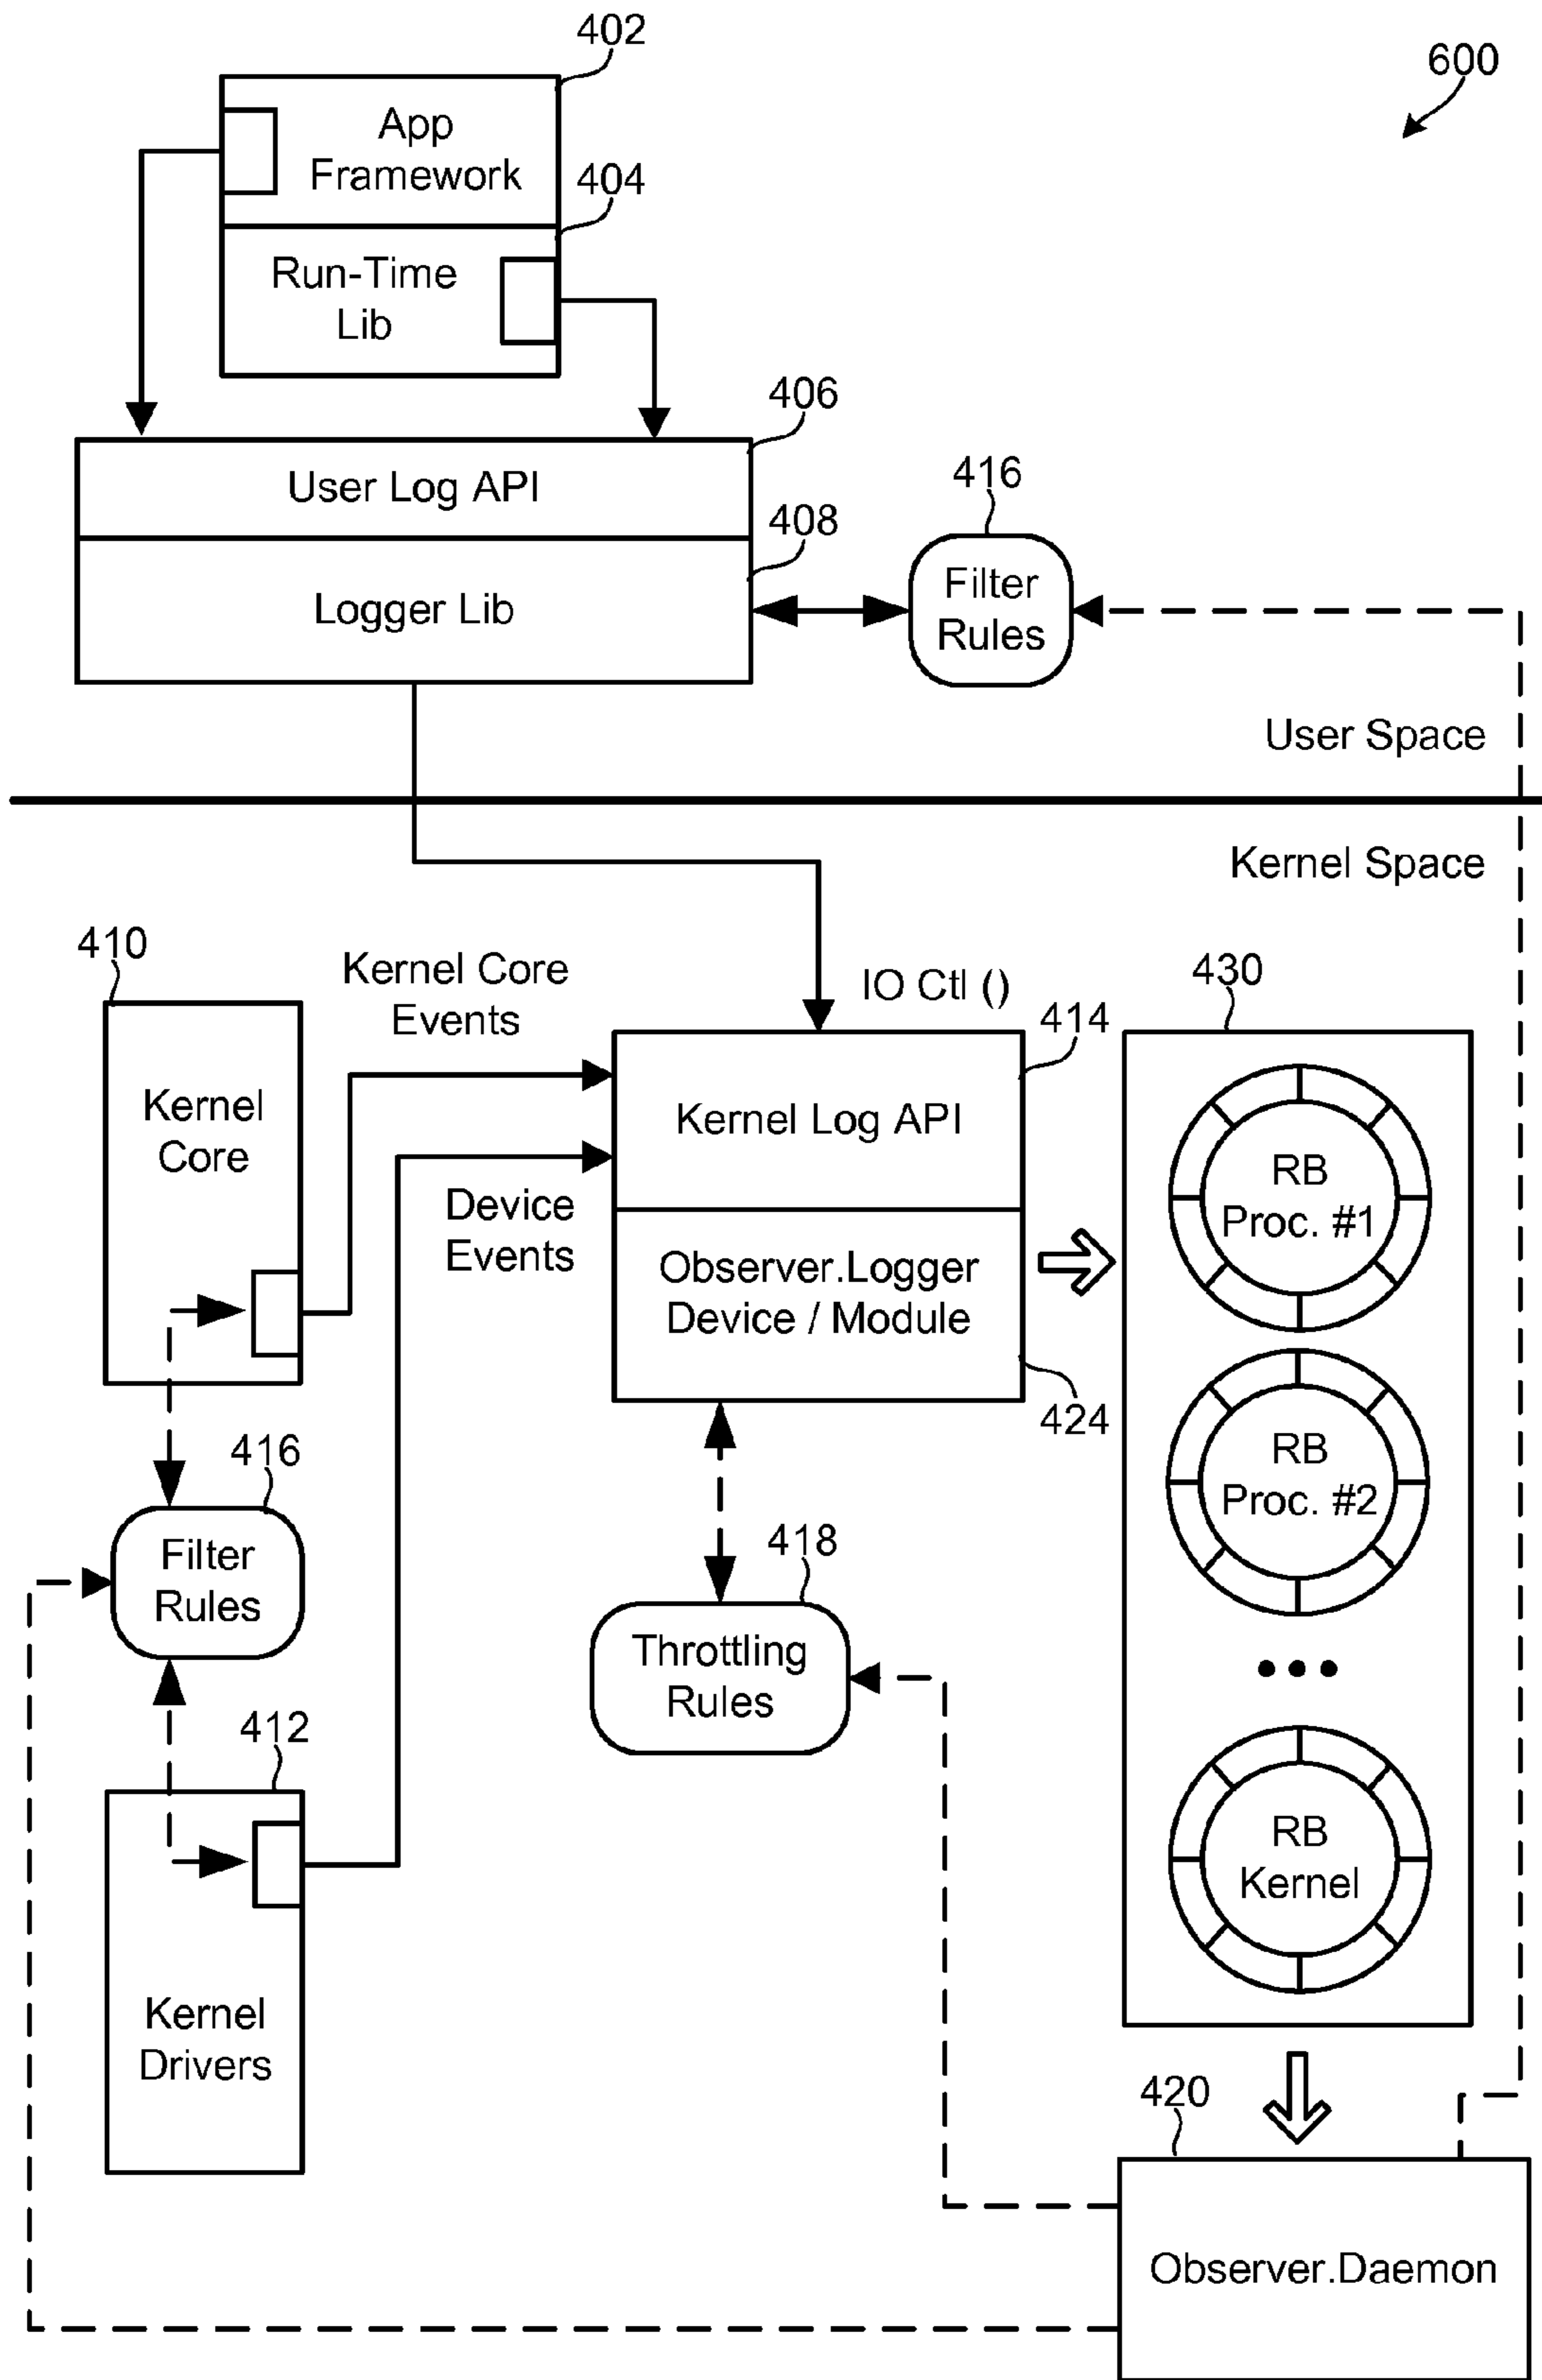 402
600
App
Framework
404
Run-Time
Lib
406
User Log API
416
408
Filter
Rules
Logger Lib
User Space
Kernel Space
410
Kernel Core
Events
IO Ctl ()
430
414
Kernel
Core
Kernel Log API
RB
Proc. #1
Device
Events
Observer.Logger
Device / Module
424
416
RB
Proc. #2
Filter
Rules
418
Throttling
Rules
•••
412
RB
Kernel
Kernel
Drivers
420
Observer.Daemon